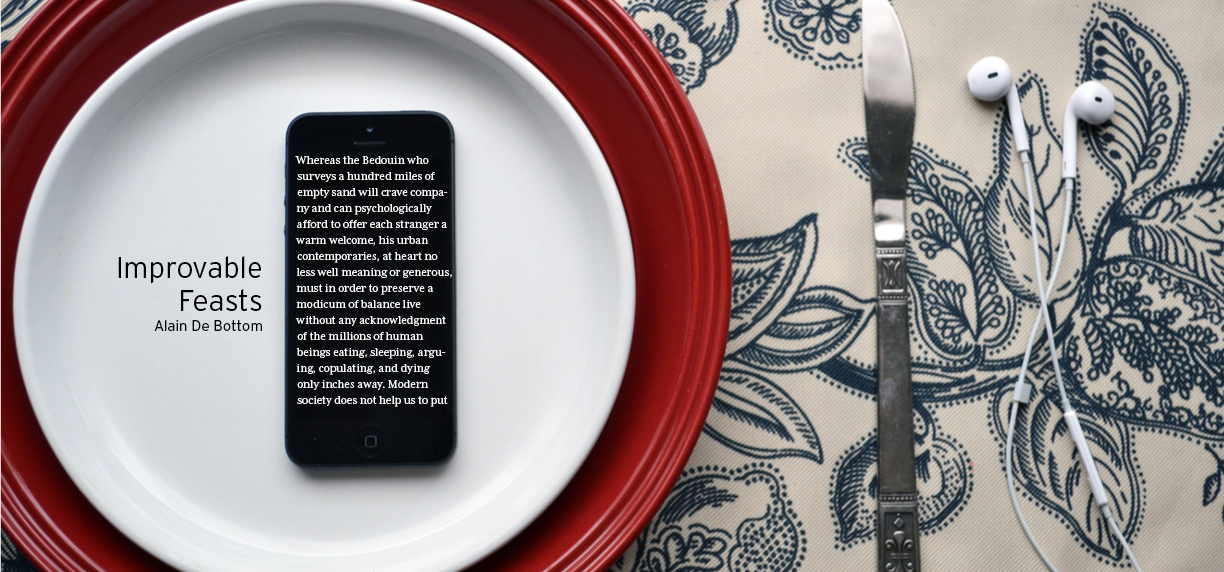 Improvable
Feasts
Alain De Bottom
Whereas the Bedouin who
surveys a hundred miles of
empty sand will crave compa-
ny and can psychologically
afford to offer each stranger a
warm welcome, his urban
contemporaries, at heart no
less well meaning or generous,
must in order to preserve a
modicum of balance live
without any acknowledgment
of the millions of human
beings eating, sleeping, argu-
ing, copulating, and dying
only inches away. Modern
society does not help us to put